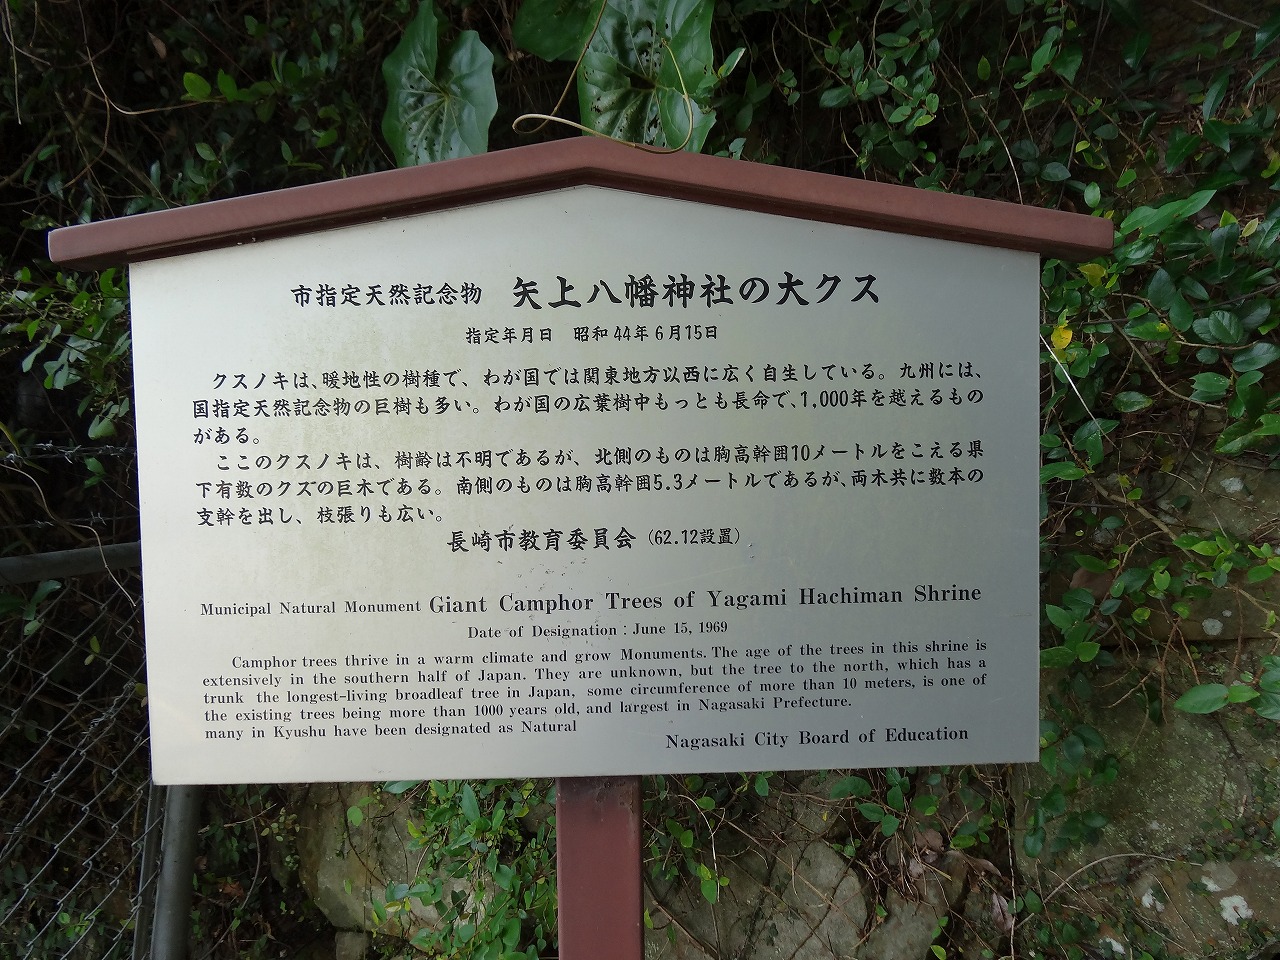 市指定天然記念物 矢上八幡神社の大クス
指定年月日 昭和44年6月15日
クスノキは、暖地性の樹種で、わが国では関東地方以西に広く自生している。九州には、
国指定天然記念物の巨樹も多い。わが国の広葉樹中もっとも長命で、1,000年を越えるもの
がある。
ここのクスノキは、樹齢は不明であるが、北側のものは胸高幹囲10メートルをこえる県
下有数のクスの巨木である。南側のものは胸高幹囲5.3メートルであるが、両木共に数本の
支幹を出し、枝張りも広い。
長崎市教育委員会（62.12設置）
Municipal Natural Monument Giant Camphor Trees of Yagami Hachiman Shrine
Date of Designation : June 15, 1969
Camphor trees thrive in a warm climate and grow Monuments. The age of the trees in this shrine is
extensively in the southern half of Japan. They are unknown, but the tree to the north, which has a
trunk the longest-living broadleaf tree in Japan, some circumference of more than 10 meters, is one of
the existing trees being more than 1000 years old, and largest in Nagasaki Prefecture.
many in Kyushu have been designated as Natural
Nagasaki City Board of Education